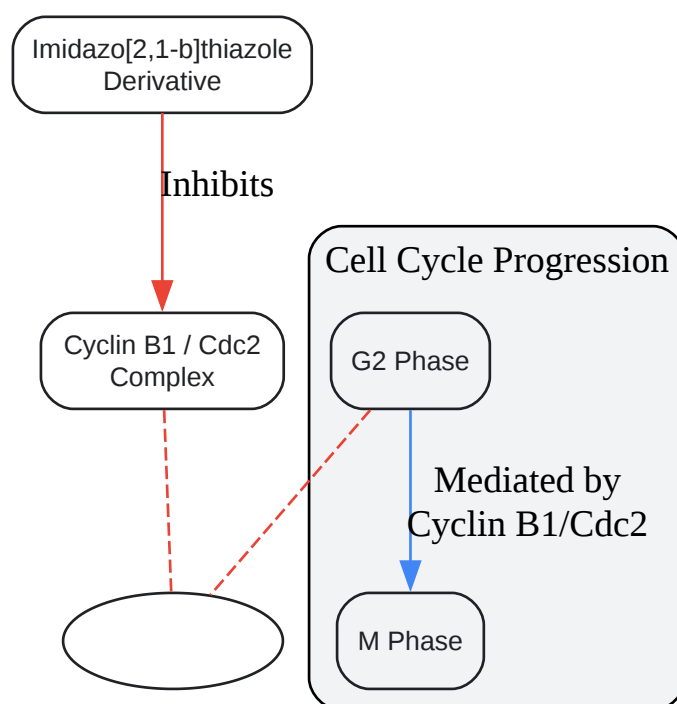 Imidazo[2,1-b]thiazole
Derivative
Inhibits
Cell Cycle Progression
Cyclin B1 / Cdc2
Complex
G2 Phase
Mediated by
Cyclin B1/Cdc2
M Phase